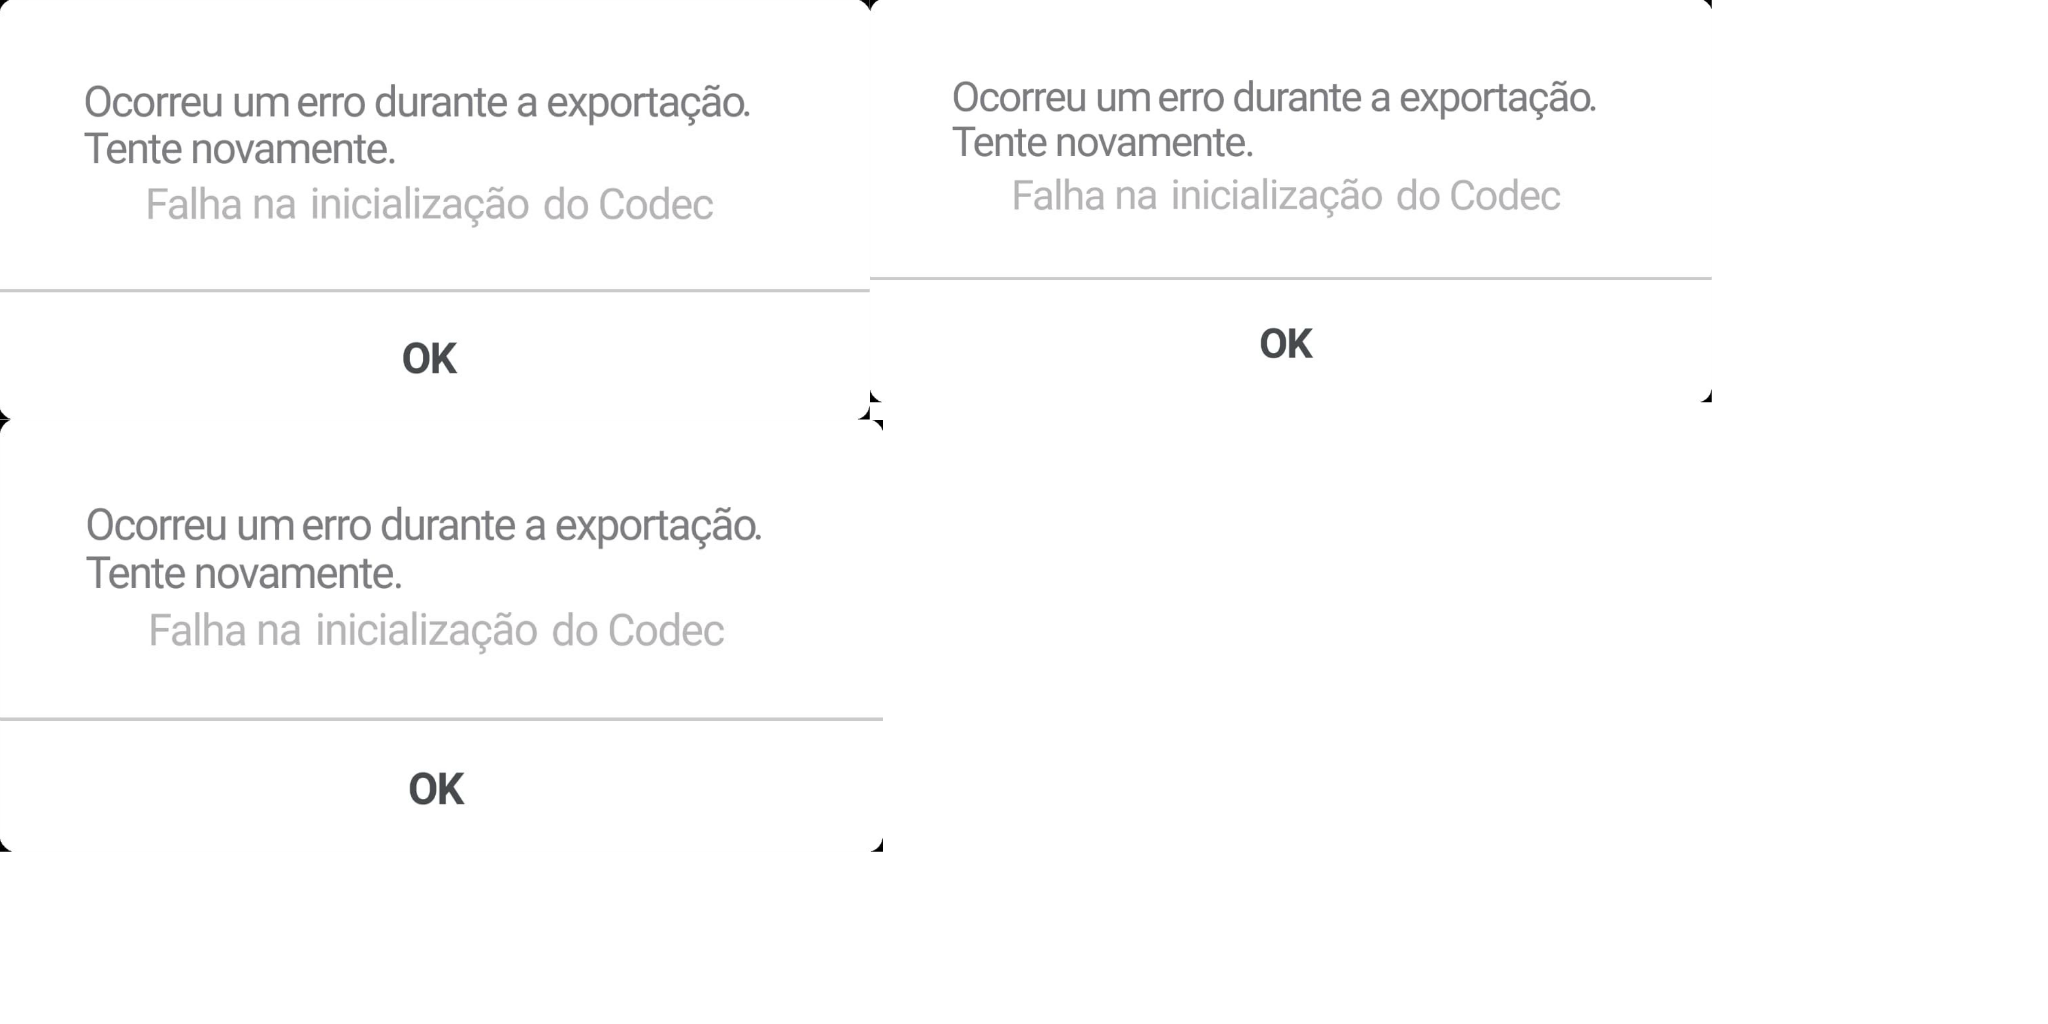 Ocorreu um erro durante a exportação.
Tente novamente.
Falha na inicialização do Codec
OK
Ocorreu um erro durante a exportação.
Tente novamente.
Falha na inicialização do Codec
OK
Ocorreu um erro durante a exportação.
Tente novamente.
Falha na inicialização do Codec
OK